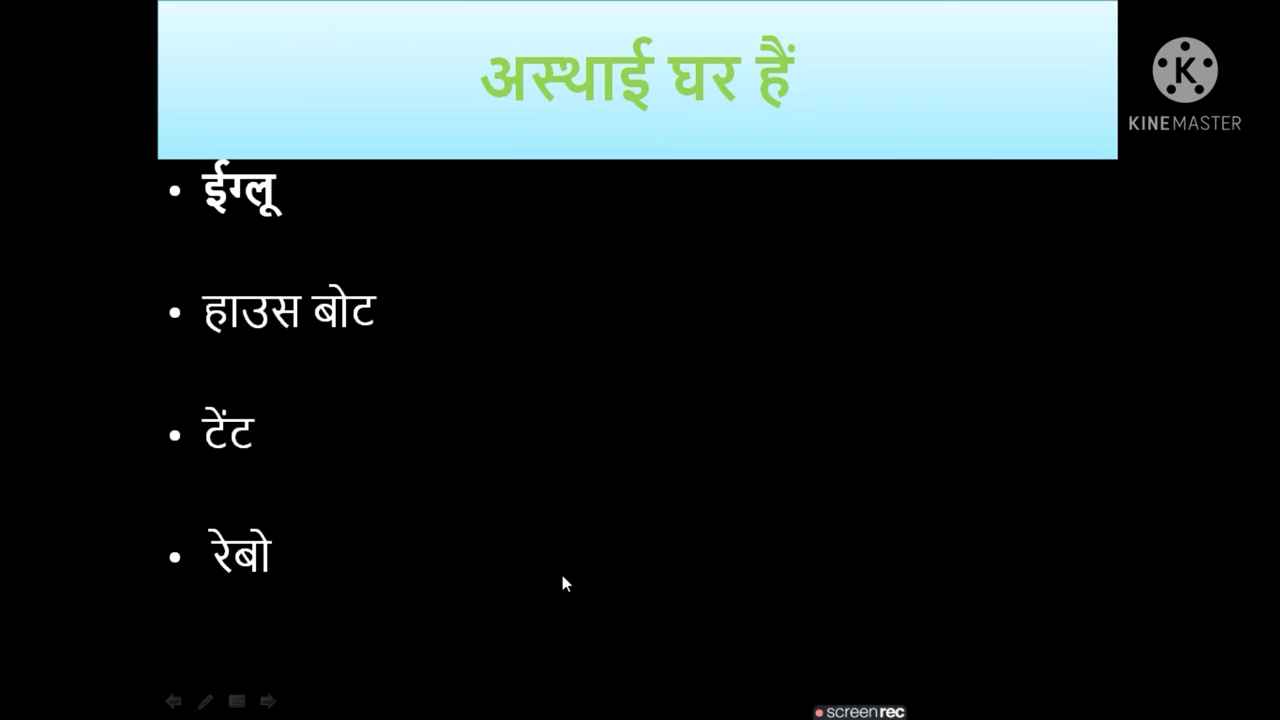 अस्थाई घर हैं
K
KINEMASTER
• ईग्लू
• हाउस बोट
• टेंट
• रेबो
screenrec